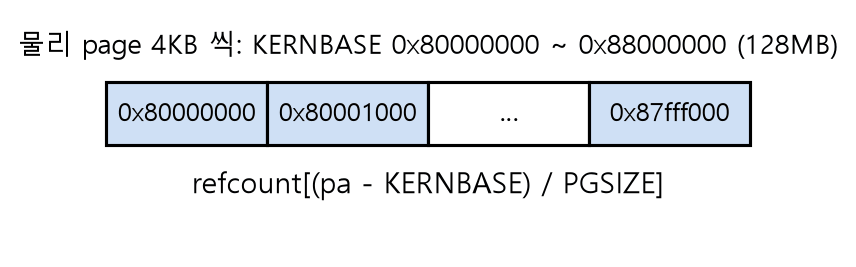 물리 page 4KB 씩: KERNBASE 0x80000000 ~ 0x88000000 (128MB)
0x80000000 0x80001000 ... 0x87fff000
refcount[(pa - KERNBASE) / PGSIZE]